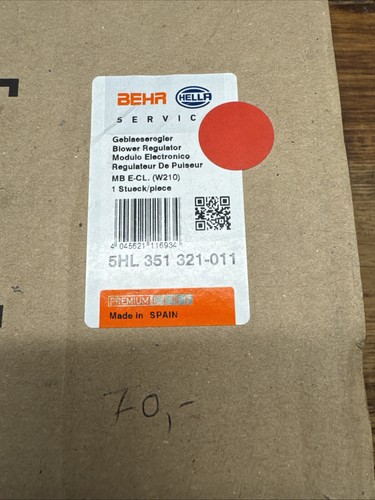 BEHR HELLA
SERVIC
Geblaeseregler
Blower Regulator
Modulo Electronico
Regulateur De Pulseur
MB E-CL. (W210)
1 Stueck/piece
4 045621 116934
5HL 351 321-011
PREMIUM
Made in SPAIN
70,-